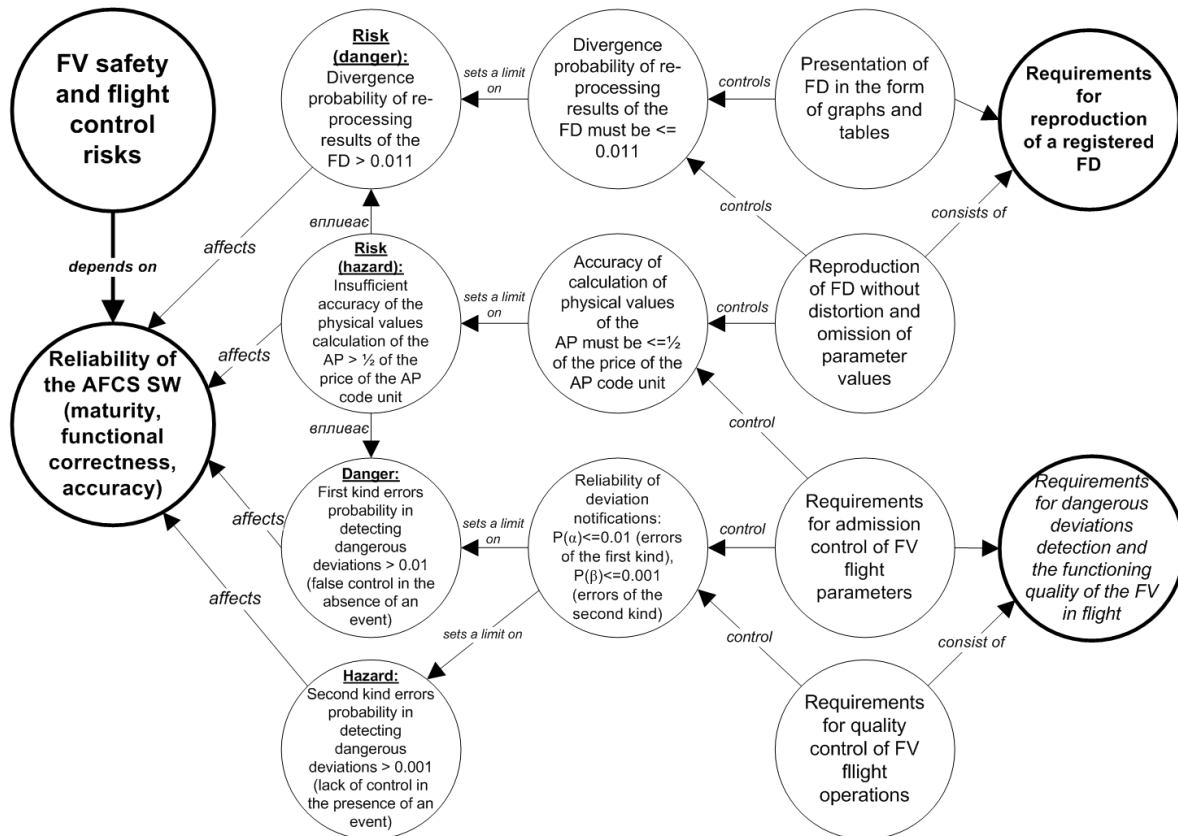 FV safety
and flight
control
risks
depends on
Reliability of
the AFCS SW
(maturity,
functional
correctness,
accuracy)
affects
affects
affects
affects
Risk
(danger):
Divergence
probability of re-
processing
results of the
FD > 0.011
впливає
Risk
(hazard):
Insufficient
accuracy of the
physical values
calculation of the
AP > ½ of the
price of the AP
code unit
впливає
Danger:
First kind errors
probability in
detecting
dangerous
deviations > 0.01
(false control in the
absence of an
event)
Hazard:
Second kind errors
probability in
detecting
dangerous
deviations > 0.001
(lack of control in
the presence of an
event)
sets a limit
on
sets a limit
on
sets a limit
on
sets a limit on
Divergence
probability of re-
processing
results of the
FD must be <=
0.011
Accuracy of
calculation of
physical values
of the
AP must be <=½
of the price of the
AP code unit
Reliability of
deviation
notifications:
P(α)<=0.01 (errors
of the first kind),
P(β)<=0.001
(errors of the
second kind)
controls
controls
controls
control
control
control
Presentation of
FD in the form
of graphs and
tables
Reproduction
of FD without
distortion and
omission of
parameter
values
Requirements
for admission
control of FV
flight
parameters
Requirements
for quality
control of FV
fllight
operations
consists of
consist of
Requirements
for
reproduction
of a registered
FD
Requirements
for dangerous
deviations
detection and
the functioning
quality of the FV
in flight